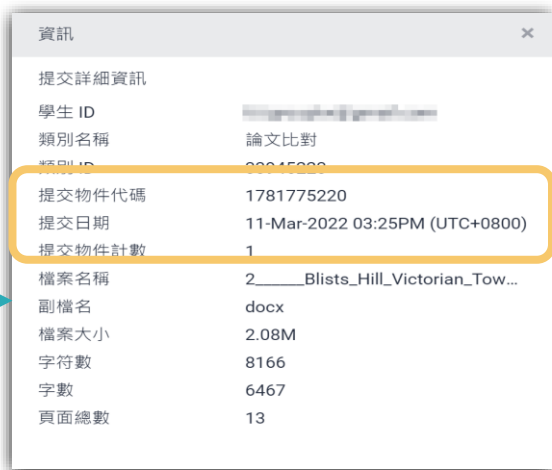 資訊 ×
提交詳細資訊
學生 ID
類別名稱 論文比對
類別 ID
提交物件代碼 1781775220
提交日期 11-Mar-2022 03:25PM (UTC+0800)
提交物件計數 1
檔案名稱 2_____Blists_Hill_Victorian_Tow...
副檔名 docx
檔案大小 2.08M
字符數 8166
字數 6467
頁面總數 13